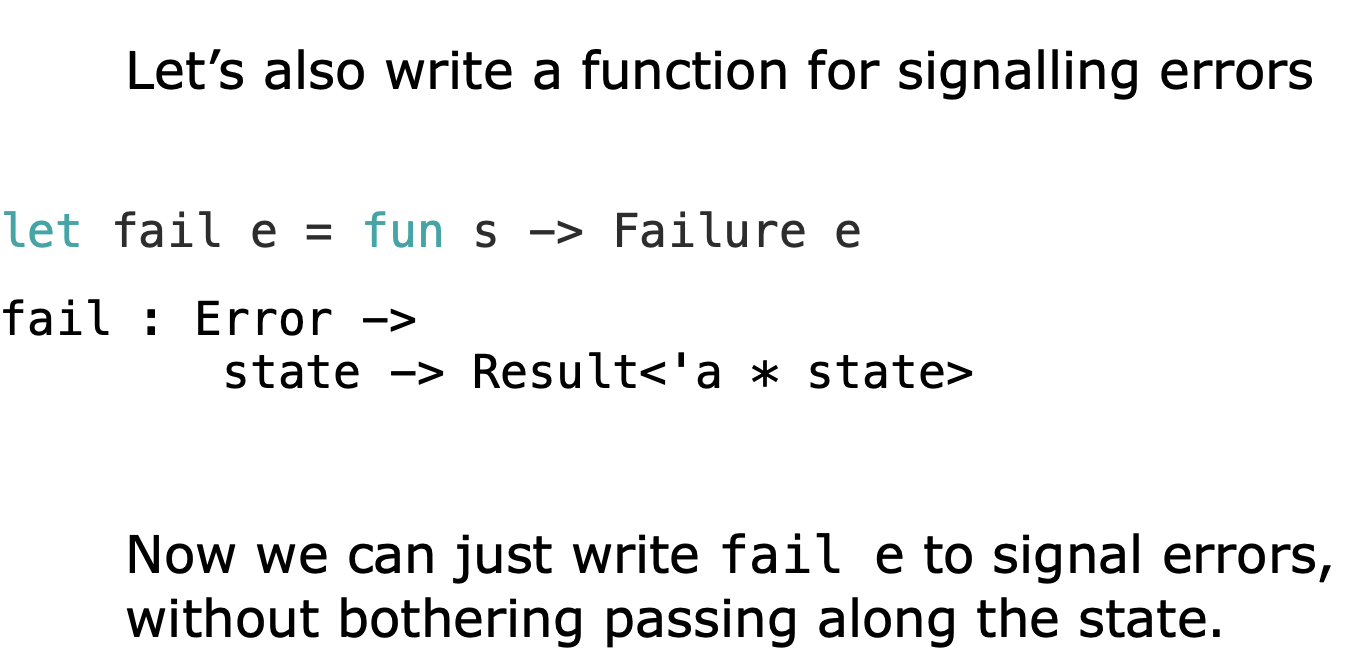 Let’s also write a function for signalling errors
let fail e = fun s -> Failure e
fail : Error ->
state -> Result<'a * state>
Now we can just write fail e to signal errors,
without bothering passing along the state.